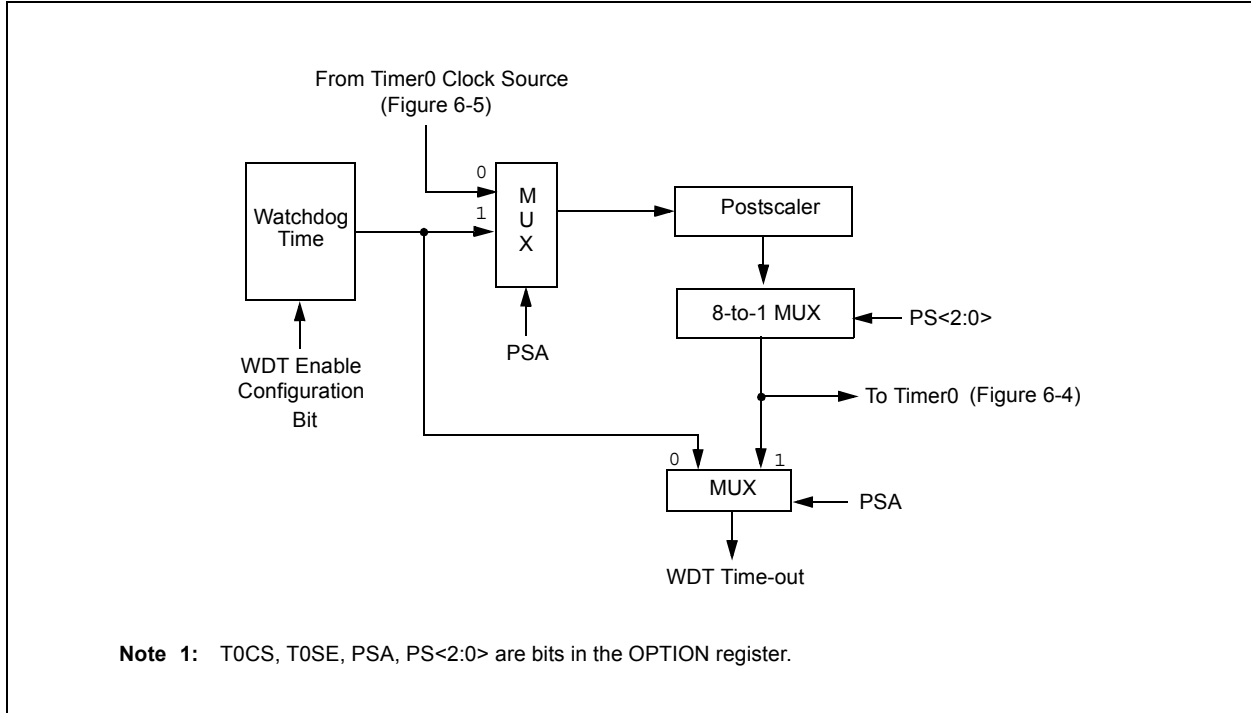 From Timer0 Clock Source
(Figure 6-5)
0
M
U
X
1
Watchdog
Time
Postscaler
8-to-1 MUX
PS<2:0>
PSA
WDT Enable
Configuration
Bit
To Timer0 (Figure 6-4)
0
1
MUX
PSA
WDT Time-out
Note 1: T0CS, T0SE, PSA, PS<2:0> are bits in the OPTION register.